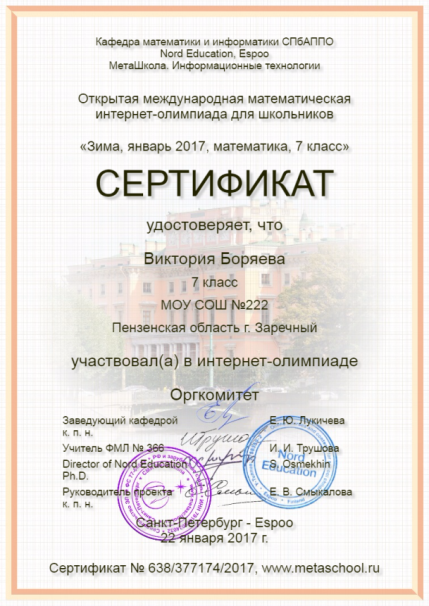 Кафедра математики и информатики СПбАППО
Nord Education, Espoo
МетаШкола. Информационные технологии
Открытая международная математическая
интернет-олимпиада для школьников
«Зима, январь 2017, математика, 7 класс»
СЕРТИФИКАТ
удостоверяет, что
Виктория Боряева
7 класс
МОУ СОШ №222
Пензенская область г. Заречный
участвовал(а) в интернет-олимпиаде
Оргкомитет
Заведующий кафедрой Е. Ю. Лукичева
к. п. н.
Учитель ФМЛ № 366 И. И. Трушова
Director of Nord Education S. Osmekhin
Ph.D.
Руководитель проекта Е. В. Смыкалова
к. п. н.
Nord
Education
Санкт-Петербург - Espoo
22 января 2017 г.
Сертификат № 638/377174/2017, www.metaschool.ru